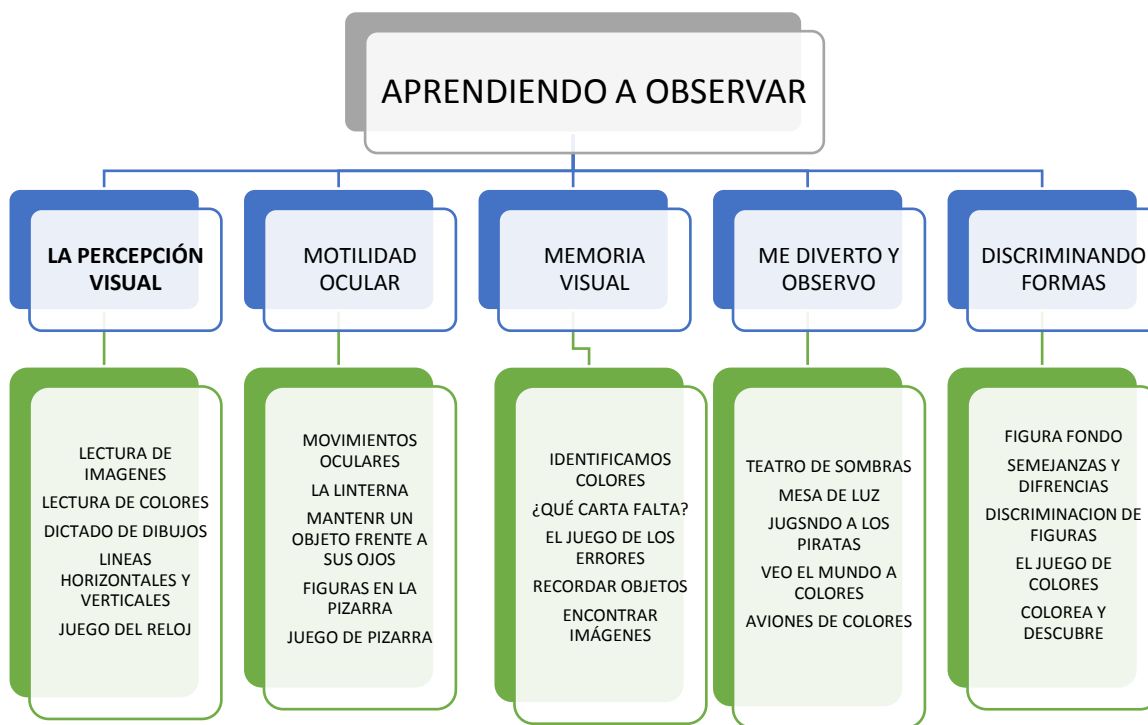 APRENDIENDO A OBSERVAR
LA PERCEPCIÓN
VISUAL
MOTILIDAD
OCULAR
MEMORIA
VISUAL
ME DIVERTO Y
OBSERVO
DISCRIMINANDO
FORMAS
LECTURA DE
IMAGENES
LECTURA DE COLORES
DICTADO DE DIBUJOS
LINEAS
HORIZONTALES Y
VERTICALES
JUEGO DEL RELOJ
MOVIMIENTOS
OCULARES
LA LINTERNA
MANTENR UN
OBJETO FRENTE A
SUS OJOS
FIGURAS EN LA
PIZARRA
JUEGO DE PIZARRA
IDENTIFICAMOS
COLORES
¿QUÉ CARTA FALTA?
EL JUEGO DE LOS
ERRORES
RECORDAR OBJETOS
ENCONTRAR
IMÁGENES
TEATRO DE SOMBRAS
MESA DE LUZ
JUGSNDO A LOS
PIRATAS
VEO EL MUNDO A
COLORES
AVIONES DE COLORES
FIGURA FONDO
SEMEJANZAS Y
DIFRENCIAS
DISCRIMINACION DE
FIGURAS
EL JUEGO DE
COLORES
COLOREA Y
DESCUBRE